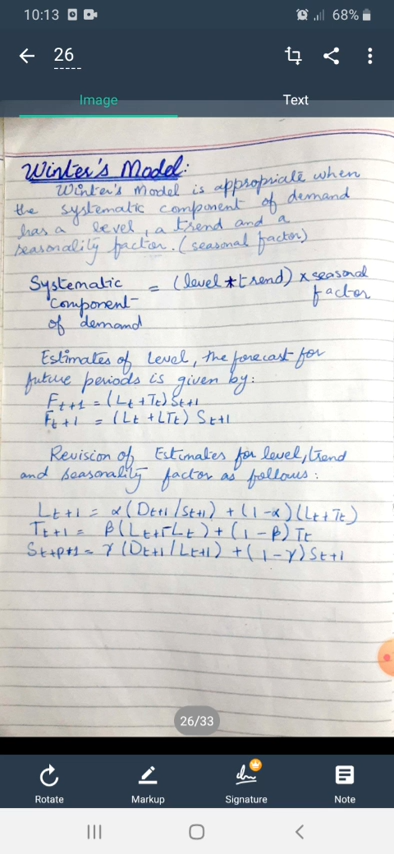 10:13 68%
26
Image Text
Winter's Model:
Winter's Model is appropriate when
the systematic component of demand
has a level, a trend and a
seasonality factor. (seasonal factor)
Systematic = (level * trend) x seasonal
Component factor
of demand
Estimates of level, the forecast for
future periods is given by:
Ft+1 = (Lt+Tt)St+1
Ft+1 = (Lt + LTt) St+1
Revision of Estimates for level, trend
and seasonality factor as follows:
Lt+1 = α(Dt+1/St+1) + (1-α)(Lt+Tt)
Tt+1 = β(Lt+1-Lt) + (1-β) Tt
St+p+1 = γ(Dt+1/Lt+1) + (1-γ)St+1
26/33
Rotate Markup Signature Note